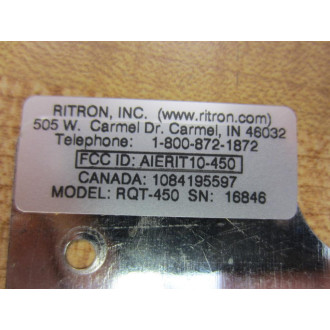 RITRON, INC. (www.ritron.com)
505 W. Carmel Dr. Carmel, IN 46032
Telephone: 1-800-872-1872
FCC ID: AIERIT10-450
CANADA: 1084195597
MODEL: RQT-450 SN: 16846